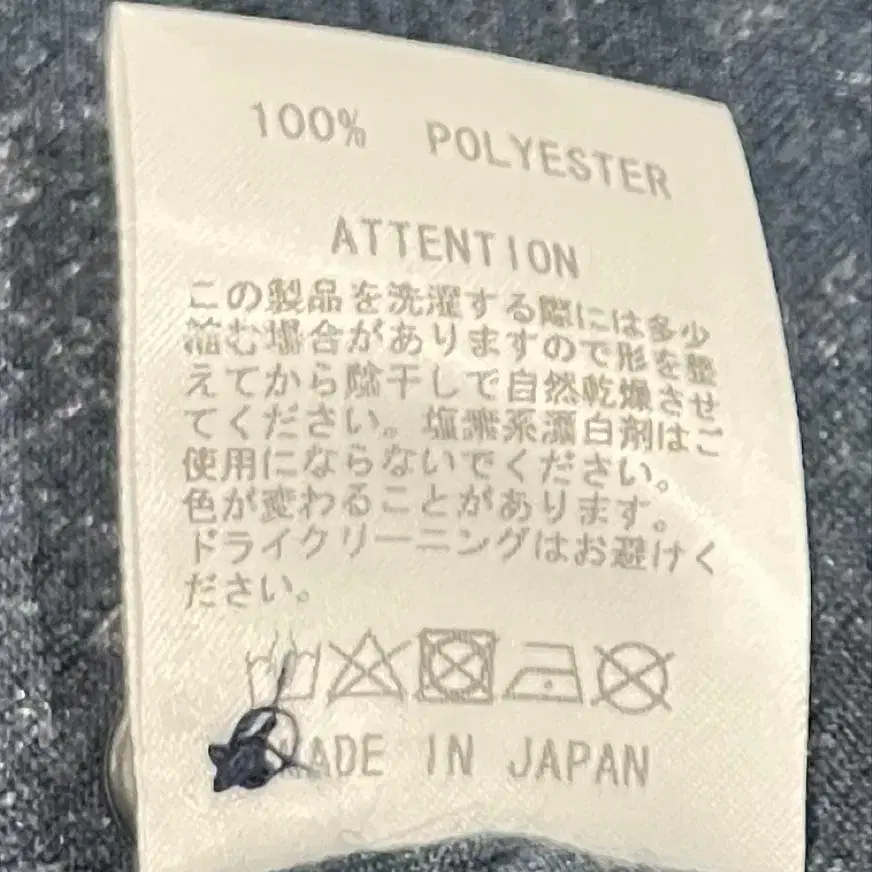 100% POLYESTER
ATTENTION
この製品を洗濯する際には多少
縮む場合がありますので形を整
えてから陰干しで自然乾燥させ
てください。塩素系漂白剤はご
使用にならないでください。
色が変わることがあります。
ドライクリーニングはお避けく
ださい。
MADE IN JAPAN